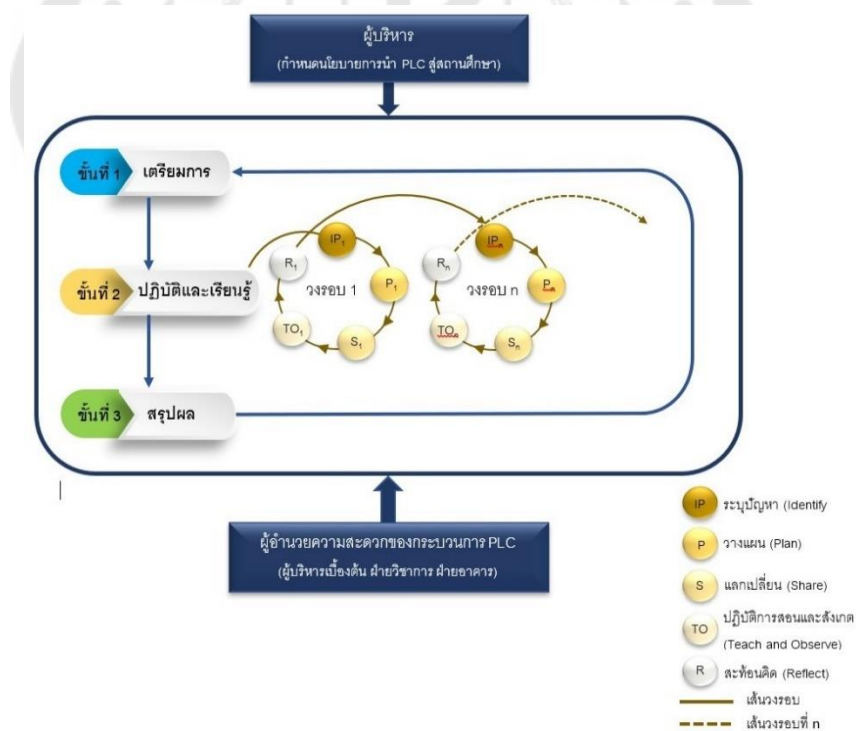 ผู้บริหาร
(กำหนดนโยบายการนำ PLC สู่สถานศึกษา)
ขั้นที่ 1 เตรียมการ
ขั้นที่ 2 ปฏิบัติและเรียนรู้
ขั้นที่ 3 สรุปผล
IP₁
P₁
S₁
TO₁
R₁
วงรอบ 1
IPₙ
Pₙ
Sₙ
TOₙ
Rₙ
วงรอบ n
ผู้อำนวยความสะดวกของกระบวนการ PLC
(ผู้บริหารเบื้องต้น ฝ่ายวิชาการ ฝ่ายอาคาร)
IP ระบุปัญหา (Identify
P วางแผน (Plan)
S แลกเปลี่ยน (Share)
TO ปฏิบัติการสอนและสังเกต
(Teach and Observe)
R สะท้อนคิด (Reflect)
เส้นวงรอบ
เส้นวงรอบที่ n